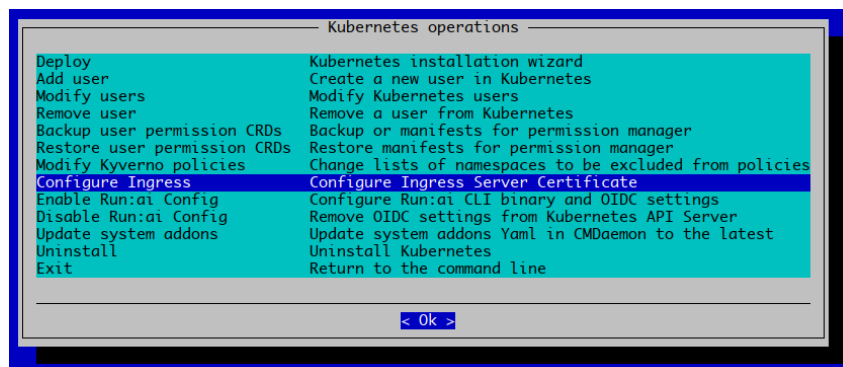 Kubernetes operations
Deploy Kubernetes installation wizard
Add user Create a new user in Kubernetes
Modify users Modify Kubernetes users
Remove user Remove a user from Kubernetes
Backup user permission CRDs Backup or manifests for permission manager
Restore user permission CRDs Restore manifests for permission manager
Modify Kyverno policies Change lists of namespaces to be excluded from policies
Configure Ingress Configure Ingress Server Certificate
Enable Run:ai Config Configure Run:ai CLI binary and OIDC settings
Disable Run:ai Config Remove OIDC settings from Kubernetes API Server
Update system addons Update system addons Yaml in CMDaemon to the latest
Uninstall Uninstall Kubernetes
Exit Return to the command line
< Ok >